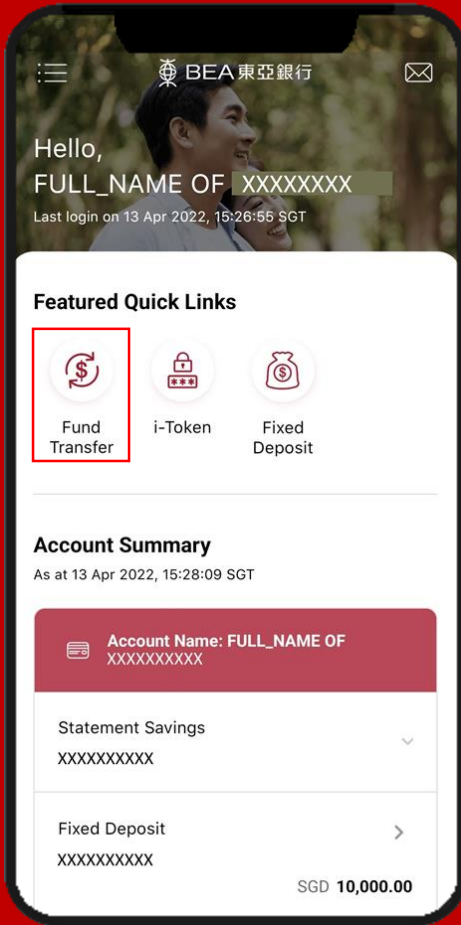 BEA東亞銀行
Hello,
FULL_NAME OF XXXXXXXX
Last login on 13 Apr 2022, 15:26:55 SGT
Featured Quick Links
Fund
Transfer
i-Token
Fixed
Deposit
Account Summary
As at 13 Apr 2022, 15:28:09 SGT
Account Name: FULL_NAME OF
XXXXXXXXXX
Statement Savings
XXXXXXXXXX
Fixed Deposit
XXXXXXXXXX
SGD 10,000.00